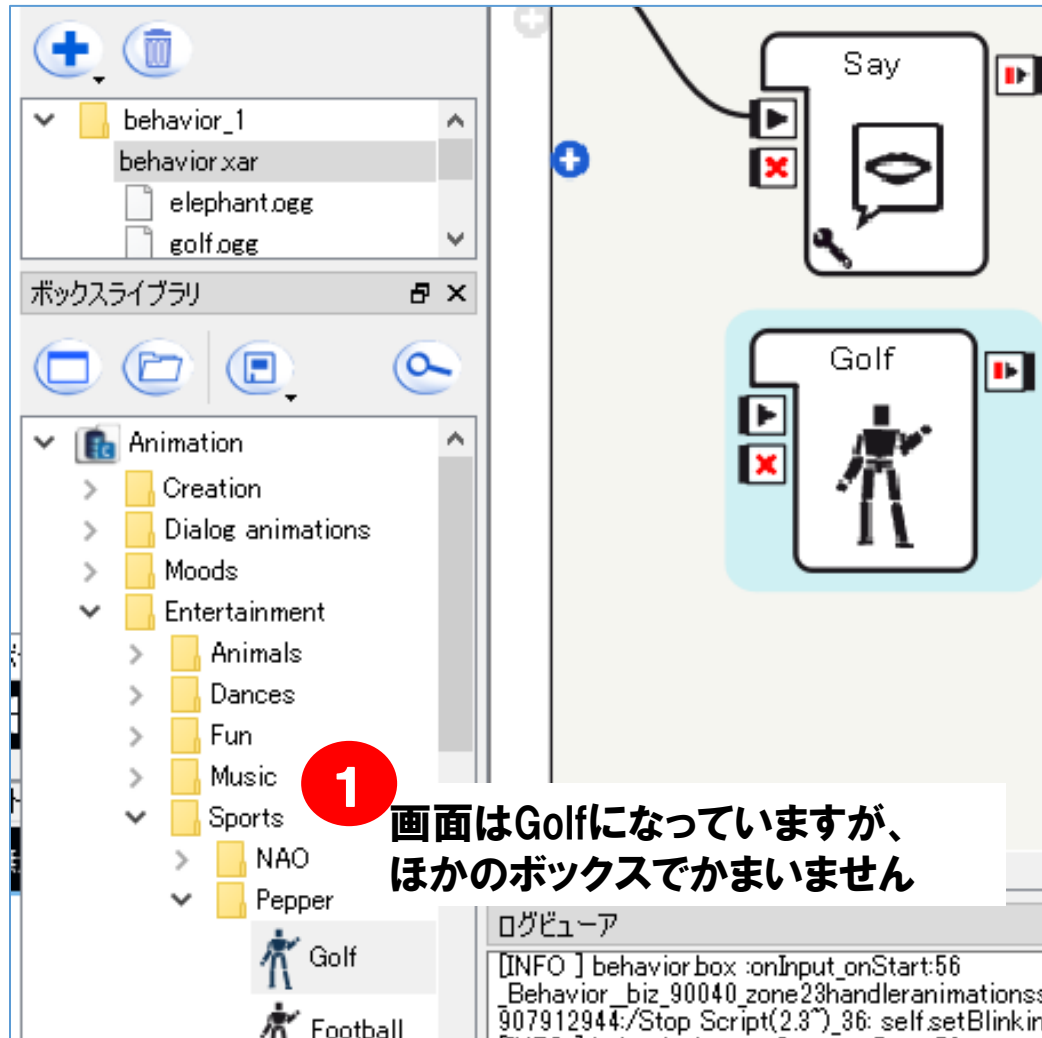 behavior_1
behavior.xar
elephant.ogg
golf.ogg
ボックスライブラリ
Animation
Creation
Dialog animations
Moods
Entertainment
Animals
Dances
Fun
Music
Sports
NAO
Pepper
Golf
Football
Say
Golf
1
画面はGolfになっていますが、
ほかのボックスでかまいません
ログビューア
[INFO ] behavior.box :onInput_onStart:56
_Behavior__biz_90040_zone23handleranimationss
907912944:/Stop Script(2.3~)_36: self.setBlinkin